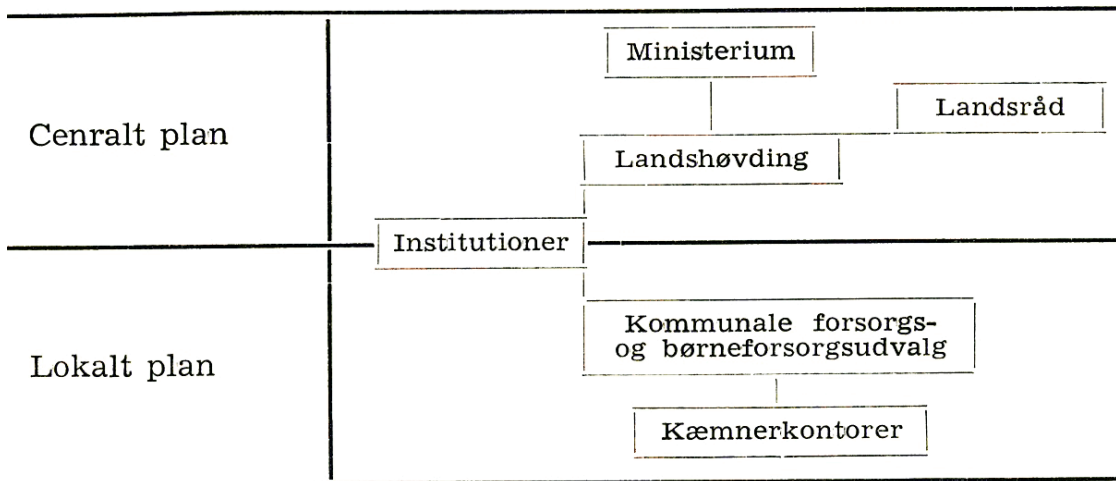 Ministerium
Landsråd
Cenralt plan
Landshøvding
Institutioner
Kommunale forsorgs-
og børneforsorgsudvalg
Lokalt plan
Kæmnerkontorer